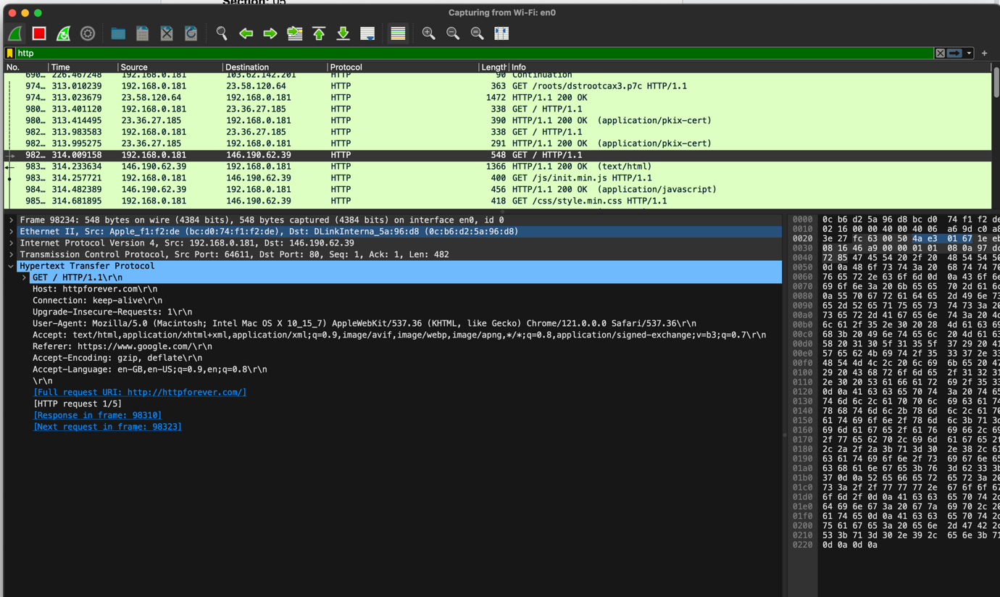 Section: 05
Capturing from Wi-Fi: en0
http
No. Time Source Destination Protocol Length Info
690… 226.467248 192.168.0.181 103.62.142.201 HTTP 90 Continuation
974… 313.010239 192.168.0.181 23.58.120.64 HTTP 363 GET /roots/dstrootcax3.p7c HTTP/1.1
974… 313.023679 23.58.120.64 192.168.0.181 HTTP 1472 HTTP/1.1 200 OK
980… 313.401120 192.168.0.181 23.36.27.185 HTTP 338 GET / HTTP/1.1
980… 313.414495 23.36.27.185 192.168.0.181 HTTP 390 HTTP/1.1 200 OK (application/pkix-cert)
982… 313.983583 192.168.0.181 23.36.27.185 HTTP 338 GET / HTTP/1.1
982… 313.995275 23.36.27.185 192.168.0.181 HTTP 291 HTTP/1.1 200 OK (application/pkix-cert)
982… 314.009158 192.168.0.181 146.190.62.39 HTTP 548 GET / HTTP/1.1
983… 314.233634 146.190.62.39 192.168.0.181 HTTP 1366 HTTP/1.1 200 OK (text/html)
983… 314.257721 192.168.0.181 146.190.62.39 HTTP 400 GET /js/init.min.js HTTP/1.1
984… 314.482389 146.190.62.39 192.168.0.181 HTTP 456 HTTP/1.1 200 OK (application/javascript)
985… 314.681895 192.168.0.181 146.190.62.39 HTTP 418 GET /css/style.min.css HTTP/1.1
Frame 98234: 548 bytes on wire (4384 bits), 548 bytes captured (4384 bits) on interface en0, id 0
Ethernet II, Src: Apple_f1:f2:de (bc:d0:74:f1:f2:de), Dst: DLinkInterna_5a:96:d8 (0c:b6:d2:5a:96:d8)
Internet Protocol Version 4, Src: 192.168.0.181, Dst: 146.190.62.39
Transmission Control Protocol, Src Port: 64611, Dst Port: 80, Seq: 1, Ack: 1, Len: 482
Hypertext Transfer Protocol
GET / HTTP/1.1\r\n
Host: httpforever.com\r\n
Connection: keep-alive\r\n
Upgrade-Insecure-Requests: 1\r\n
User-Agent: Mozilla/5.0 (Macintosh; Intel Mac OS X 10_15_7) AppleWebKit/537.36 (KHTML, like Gecko) Chrome/121.0.0.0 Safari/537.36\r\n
Accept: text/html,application/xhtml+xml,application/xml;q=0.9,image/avif,image/webp,image/apng,*/*;q=0.8,application/signed-exchange;v=b3;q=0.7\r\n
Referer: https://www.google.com/\r\n
Accept-Encoding: gzip, deflate\r\n
Accept-Language: en-GB,en-US;q=0.9,en;q=0.8\r\n
\r\n
[Full request URI: http://httpforever.com/]
[HTTP request 1/5]
[Response in frame: 98310]
[Next request in frame: 98323]
0000 0c b6 d2 5a 96 d8 bc d0 74 f1 f2 de
0010 02 16 00 00 40 00 40 06 a6 9d c0 a8
0020 3e 27 fc 63 00 50 4a e3 01 67 1e eb
0030 08 16 46 a9 00 00 01 01 08 0a 97 dc
0040 72 85 47 45 54 20 2f 20 48 54 54 50
0050 0d 0a 48 6f 73 74 3a 20 68 74 74 70
0060 76 65 72 2e 63 6f 6d 0d 0a 43 6f 6e
0070 69 6f 6e 3a 20 6b 65 65 70 2d 61 6c
0080 0a 55 70 67 72 61 64 65 2d 49 6e 73
0090 65 2d 52 65 71 75 65 73 74 73 3a 20
00a0 73 65 72 2d 41 67 65 6e 74 3a 20 4d
00b0 6c 61 2f 35 2e 30 20 28 4d 61 63 69
00c0 68 3b 20 49 6e 74 65 6c 20 4d 61 63
00d0 58 20 31 30 5f 31 35 5f 37 29 20 41
00e0 57 65 62 4b 69 74 2f 35 33 37 2e 33
00f0 48 54 4d 4c 2c 20 6c 69 6b 65 20 47
0100 29 20 43 68 72 6f 6d 65 2f 31 32 31
0110 2e 30 20 53 61 66 61 72 69 2f 35 33
0120 0d 0a 41 63 63 65 70 74 3a 20 74 65
0130 74 6d 6c 2c 61 70 70 6c 69 63 61 74
0140 78 68 74 6d 6c 2b 78 6d 6c 2c 61 70
0150 61 74 69 6f 6e 2f 78 6d 6c 3b 71 3d
0160 69 6d 61 67 65 2f 61 76 69 66 2c 69
0170 2f 77 65 62 70 2c 69 6d 61 67 65 2f
0180 2c 2a 2f 2a 3b 71 3d 30 2e 38 2c 61
0190 63 61 74 69 6f 6e 2f 73 69 67 6e 65
01a0 63 68 61 6e 67 65 3b 76 3d 62 33 3b
01b0 37 0d 0a 52 65 66 65 72 65 72 3a 20
01c0 73 3a 2f 2f 77 77 77 2e 67 6f 6f 67
01d0 6f 6d 2f 0d 0a 41 63 63 65 70 74 2d
01e0 64 69 6e 67 3a 20 67 7a 69 70 2c 20
01f0 61 74 65 0d 0a 41 63 63 65 70 74 2d
0200 75 61 67 65 3a 20 65 6e 2d 47 42 2c
0210 53 3b 71 3d 30 2e 39 2c 65 6e 3b 71
0220 0d 0a 0d 0a